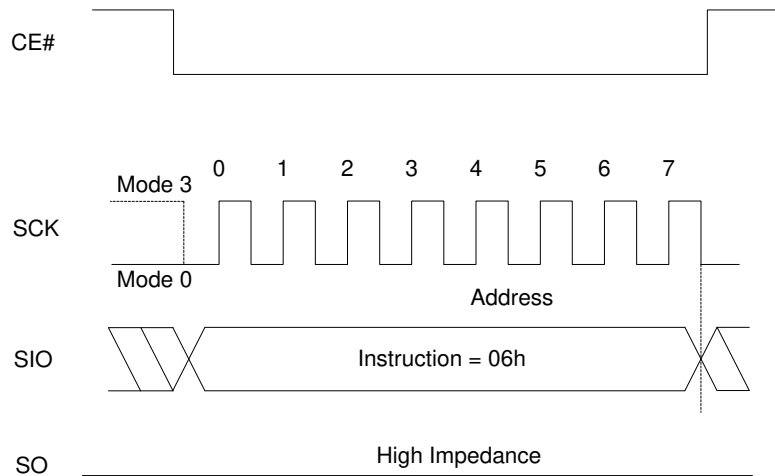 CE#
0 1 2 3 4 5 6 7
Mode 3
SCK
Mode 0
Address
SIO
Instruction = 06h
High Impedance
SO